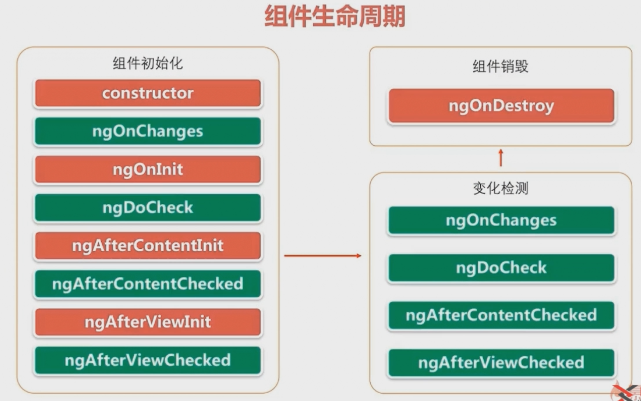 组件生命周期
组件初始化
constructor
ngOnChanges
ngOnInit
ngDoCheck
ngAfterContentInit
ngAfterContentChecked
ngAfterViewInit
ngAfterViewChecked
组件销毁
ngOnDestroy
变化检测
ngOnChanges
ngDoCheck
ngAfterContentChecked
ngAfterViewChecked